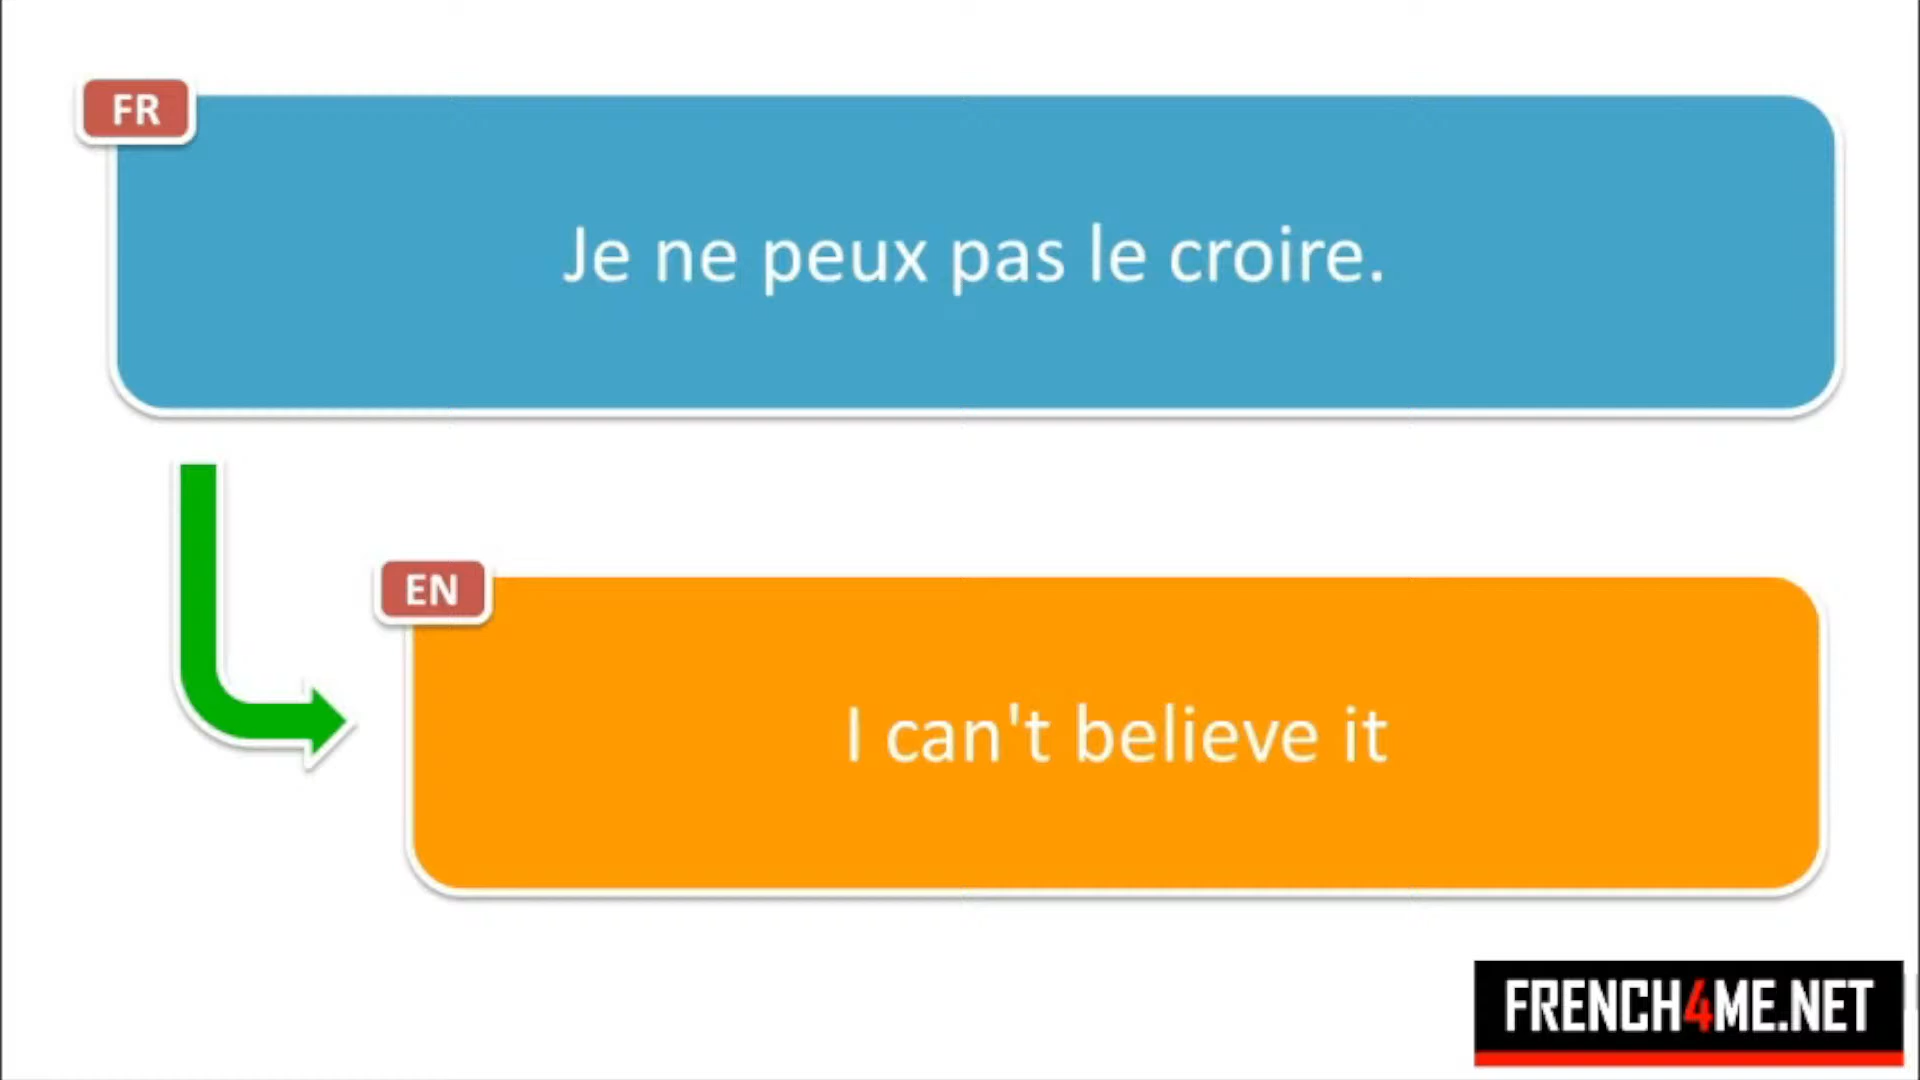 FR
Je ne peux pas le croire.
EN
I can't believe it
FRENCH4ME.NET